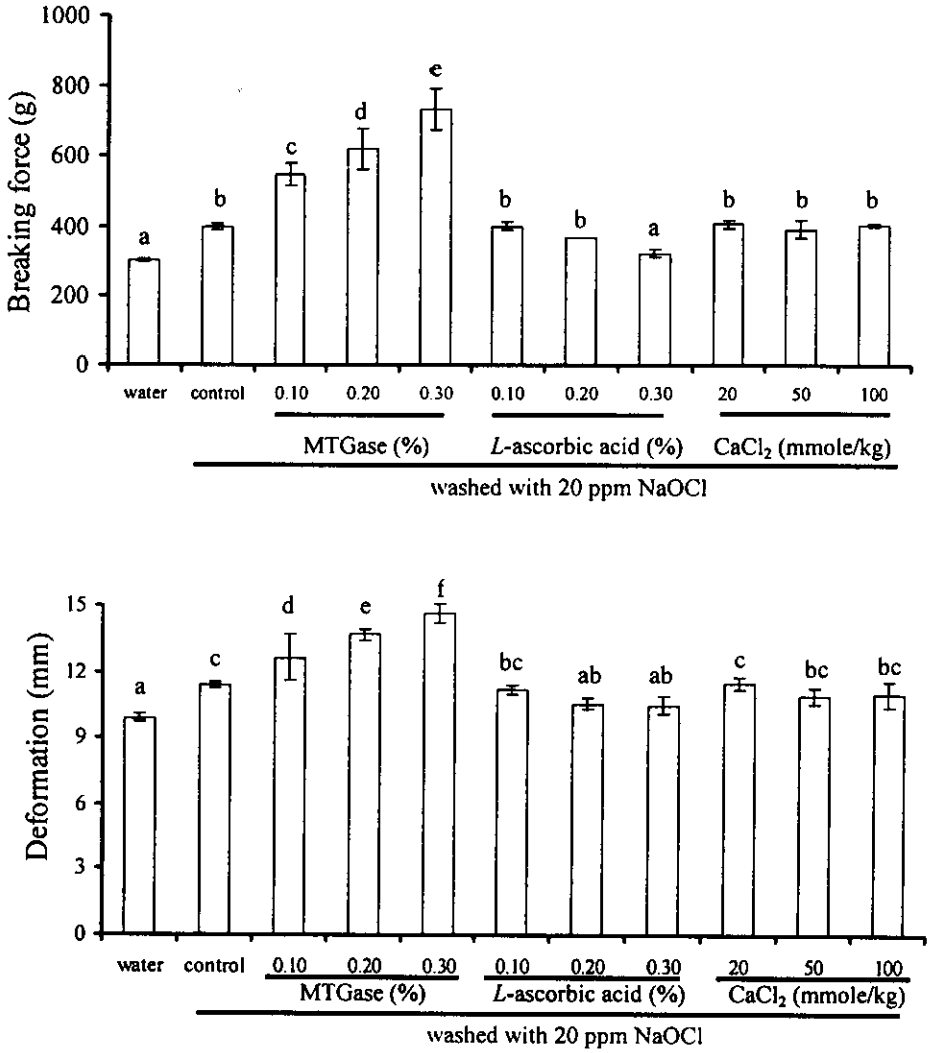 1000
800
600
400
200
0
Breaking force (g)
a
b
c
d
e
b
b
a
b
b
b
water control 0.10 0.20 0.30 0.10 0.20 0.30 20 50 100
MTGase (%) L-ascorbic acid (%) CaCl₂ (mmole/kg)
washed with 20 ppm NaOCl
15
12
9
6
3
0
Deformation (mm)
a
c
d
e
f
bc
ab
ab
c
bc
bc
water control 0.10 0.20 0.30 0.10 0.20 0.30 20 50 100
MTGase (%) L-ascorbic acid (%) CaCl₂ (mmole/kg)
washed with 20 ppm NaOCl